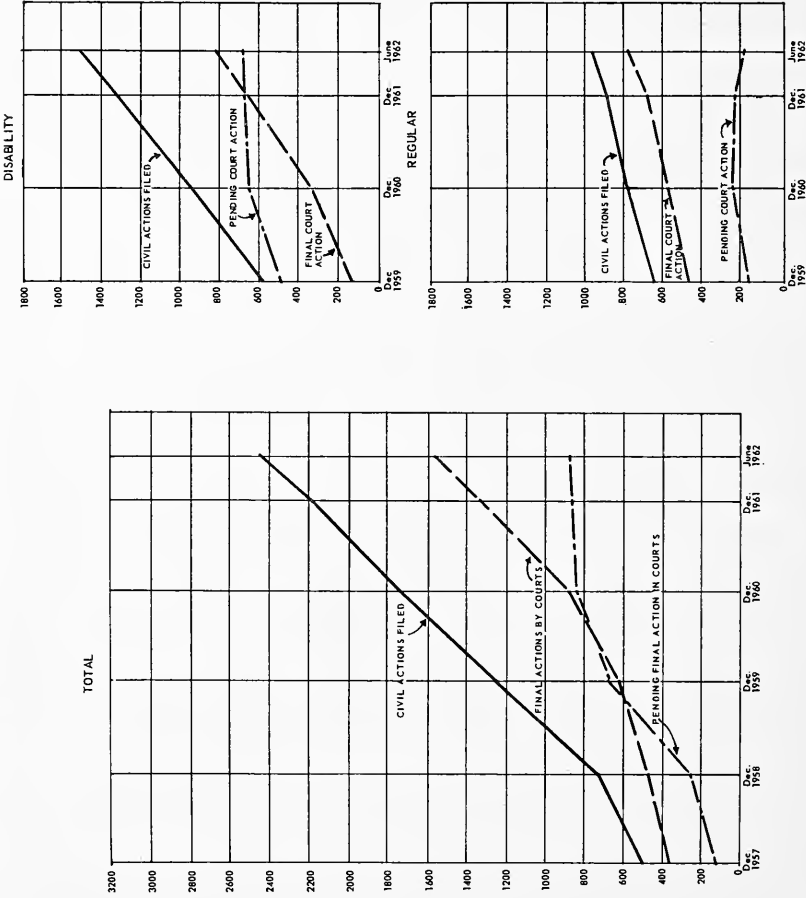 TOTAL
3200
3000
2800
2600
2400
2200
2000
1800
1600
1400
1200
1000
800
600
400
200
0
CIVIL ACTIONS FILED
FINAL ACTIONS BY COURTS
PENDING FINAL ACTION IN COURTS
Dec.
1957
Dec.
1958
Dec.
1959
Dec.
1960
Dec.
1961
June
1962
DISABILITY
1800
1600
1400
1200
1000
800
600
400
200
0
CIVIL ACTIONS FILED
PENDING COURT ACTION
FINAL COURT
ACTION
Dec
1959
Dec.
1960
Dec.
1961
June
1962
REGULAR
1800
1600
1400
1200
1000
800
600
400
200
0
CIVIL ACTIONS FILED
FINAL COURT
ACTION
PENDING COURT ACTION
Dec.
1959
Dec.
1960
Dec.
1961
June
1962